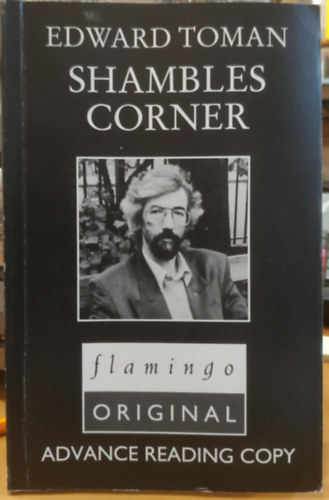 EDWARD TOMAN
SHAMBLES
CORNER
flamingo
ORIGINAL
ADVANCE READING COPY